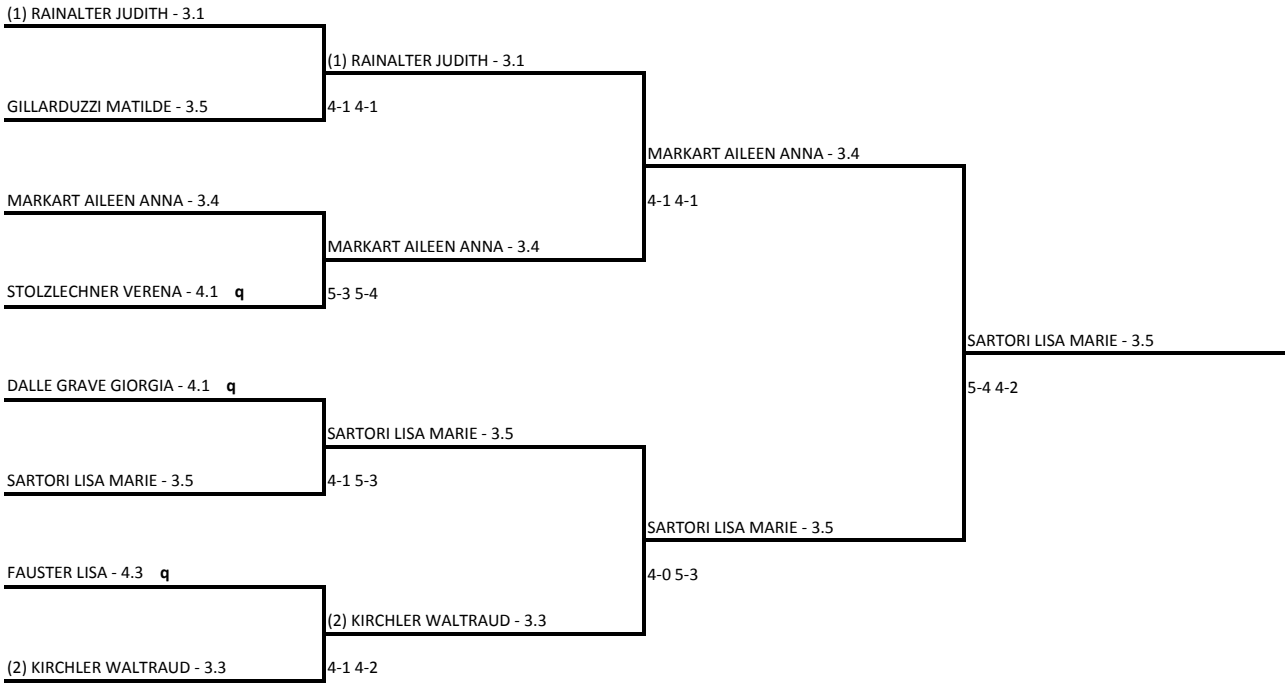 (1) RAINALTER JUDITH - 3.1
(1) RAINALTER JUDITH - 3.1
GILLARDUZZI MATILDE - 3.5
4-1 4-1
MARKART AILEEN ANNA - 3.4
MARKART AILEEN ANNA - 3.4
4-1 4-1
MARKART AILEEN ANNA - 3.4
STOLZLECHNER VERENA - 4.1 q
5-3 5-4
SARTORI LISA MARIE - 3.5
DALLE GRAVE GIORGIA - 4.1 q
5-4 4-2
SARTORI LISA MARIE - 3.5
SARTORI LISA MARIE - 3.5
4-1 5-3
SARTORI LISA MARIE - 3.5
FAUSTER LISA - 4.3 q
4-0 5-3
(2) KIRCHLER WALTRAUD - 3.3
(2) KIRCHLER WALTRAUD - 3.3
4-1 4-2